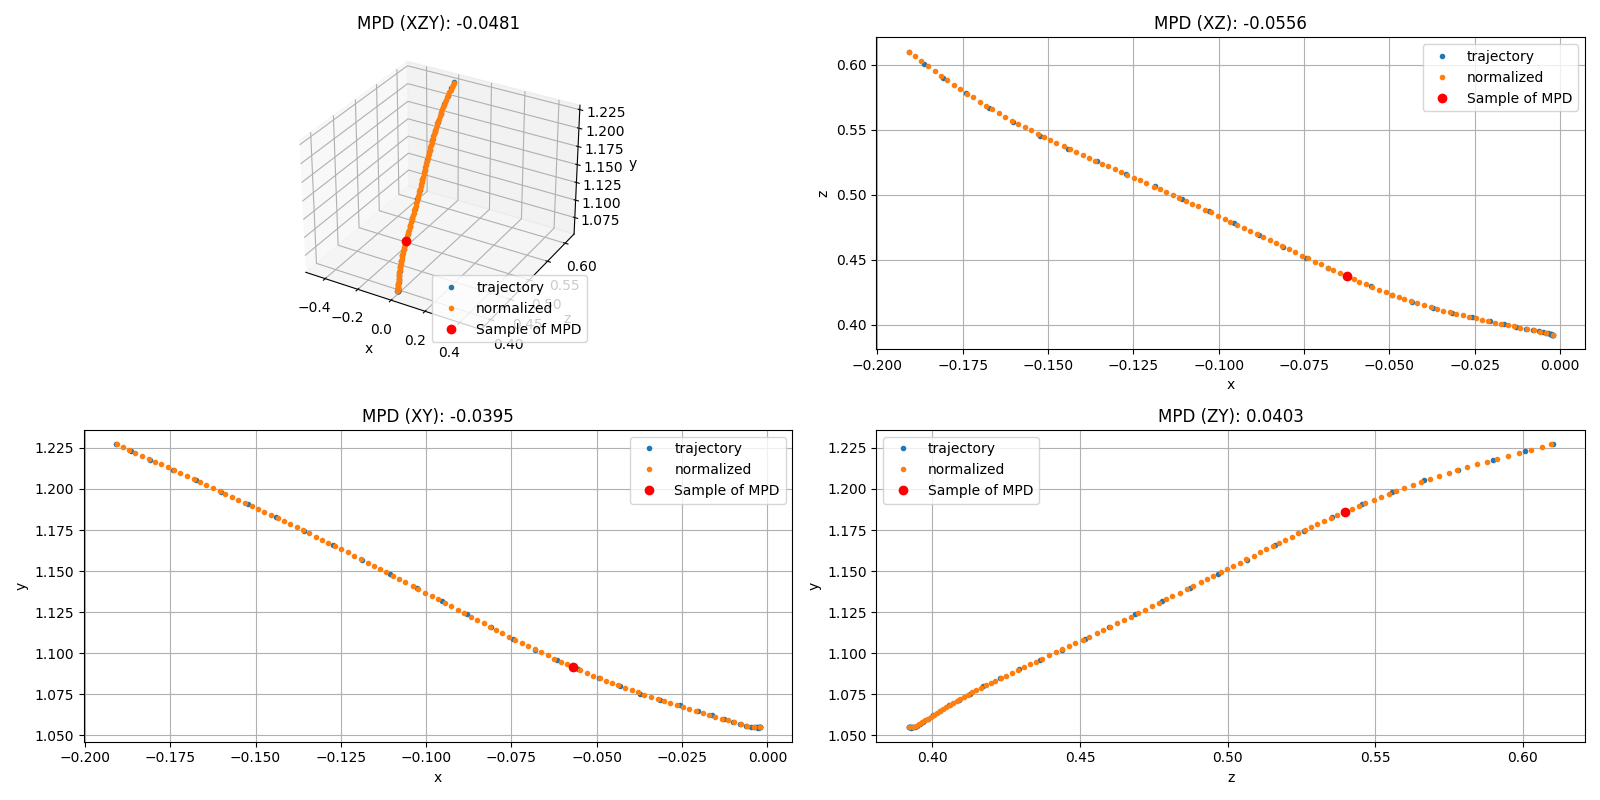 MPD (XZY): -0.0481
1.225
1.200
1.175
1.150
1.125
1.100
1.075
y
0.60
0.55
0.50
0.45
0.40
z
−0.4
−0.2
0.0
0.2
0.4
x
trajectory
normalized
Sample of MPD
MPD (XZ): -0.0556
0.60
0.55
0.50
0.45
0.40
z
trajectory
normalized
Sample of MPD
−0.200 −0.175 −0.150 −0.125 −0.100 −0.075 −0.050 −0.025 0.000
x
MPD (XY): -0.0395
1.225
1.200
1.175
1.150
1.125
1.100
1.075
1.050
y
trajectory
normalized
Sample of MPD
−0.200 −0.175 −0.150 −0.125 −0.100 −0.075 −0.050 −0.025 0.000
x
MPD (ZY): 0.0403
1.225
1.200
1.175
1.150
1.125
1.100
1.075
1.050
y
trajectory
normalized
Sample of MPD
0.40 0.45 0.50 0.55 0.60
z